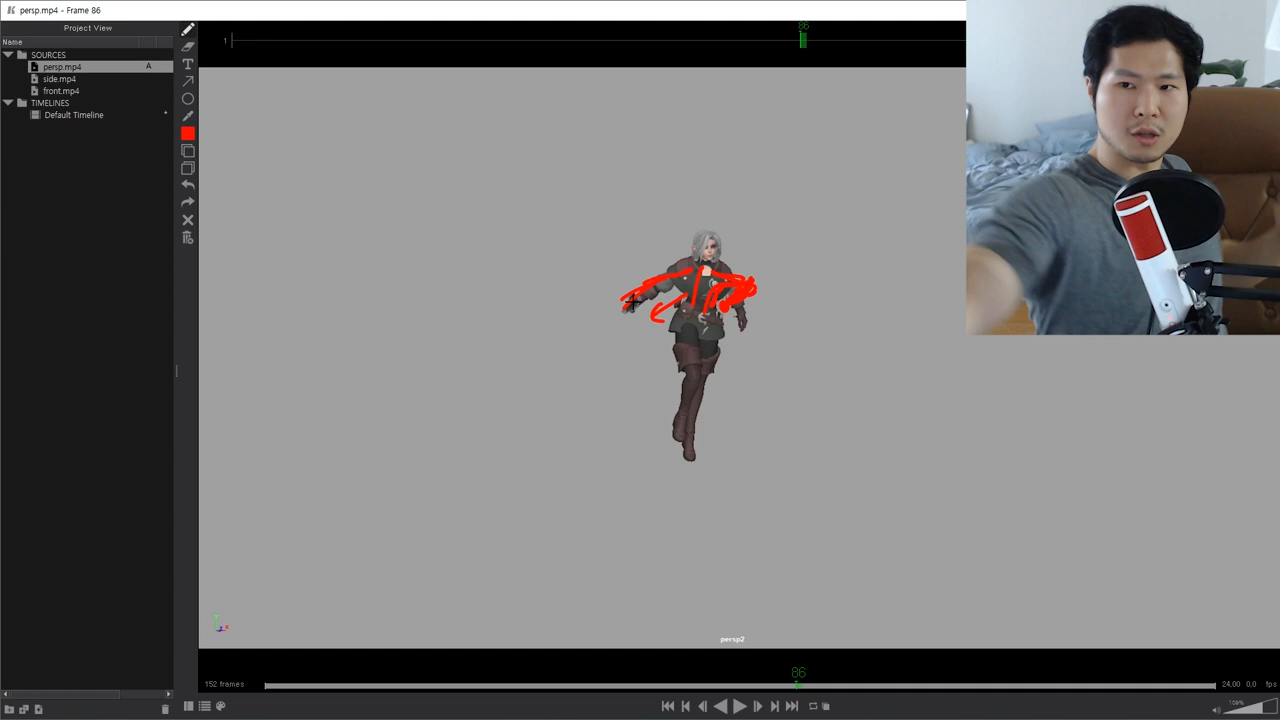 persp.mp4 - Frame 86
Project View
Name
SOURCES
persp.mp4 A
side.mp4
front.mp4
TIMELINES
Default Timeline *
86
1
persp2
86
152 frames
24,00 0,0 fps
109%